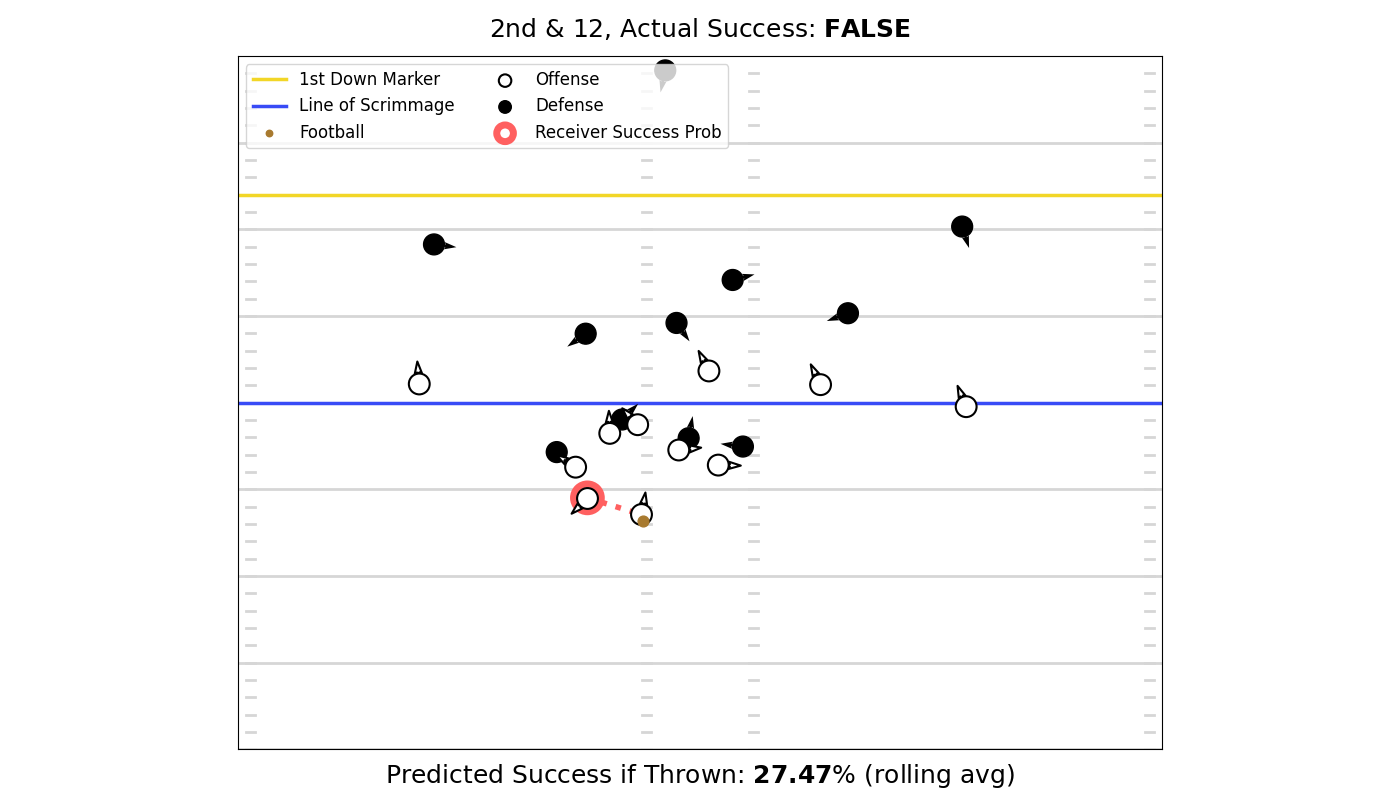 2nd & 12, Actual Success: FALSE
1st Down Marker
Line of Scrimmage
Football
Offense
Defense
Receiver Success Prob
Predicted Success if Thrown: 27.47% (rolling avg)